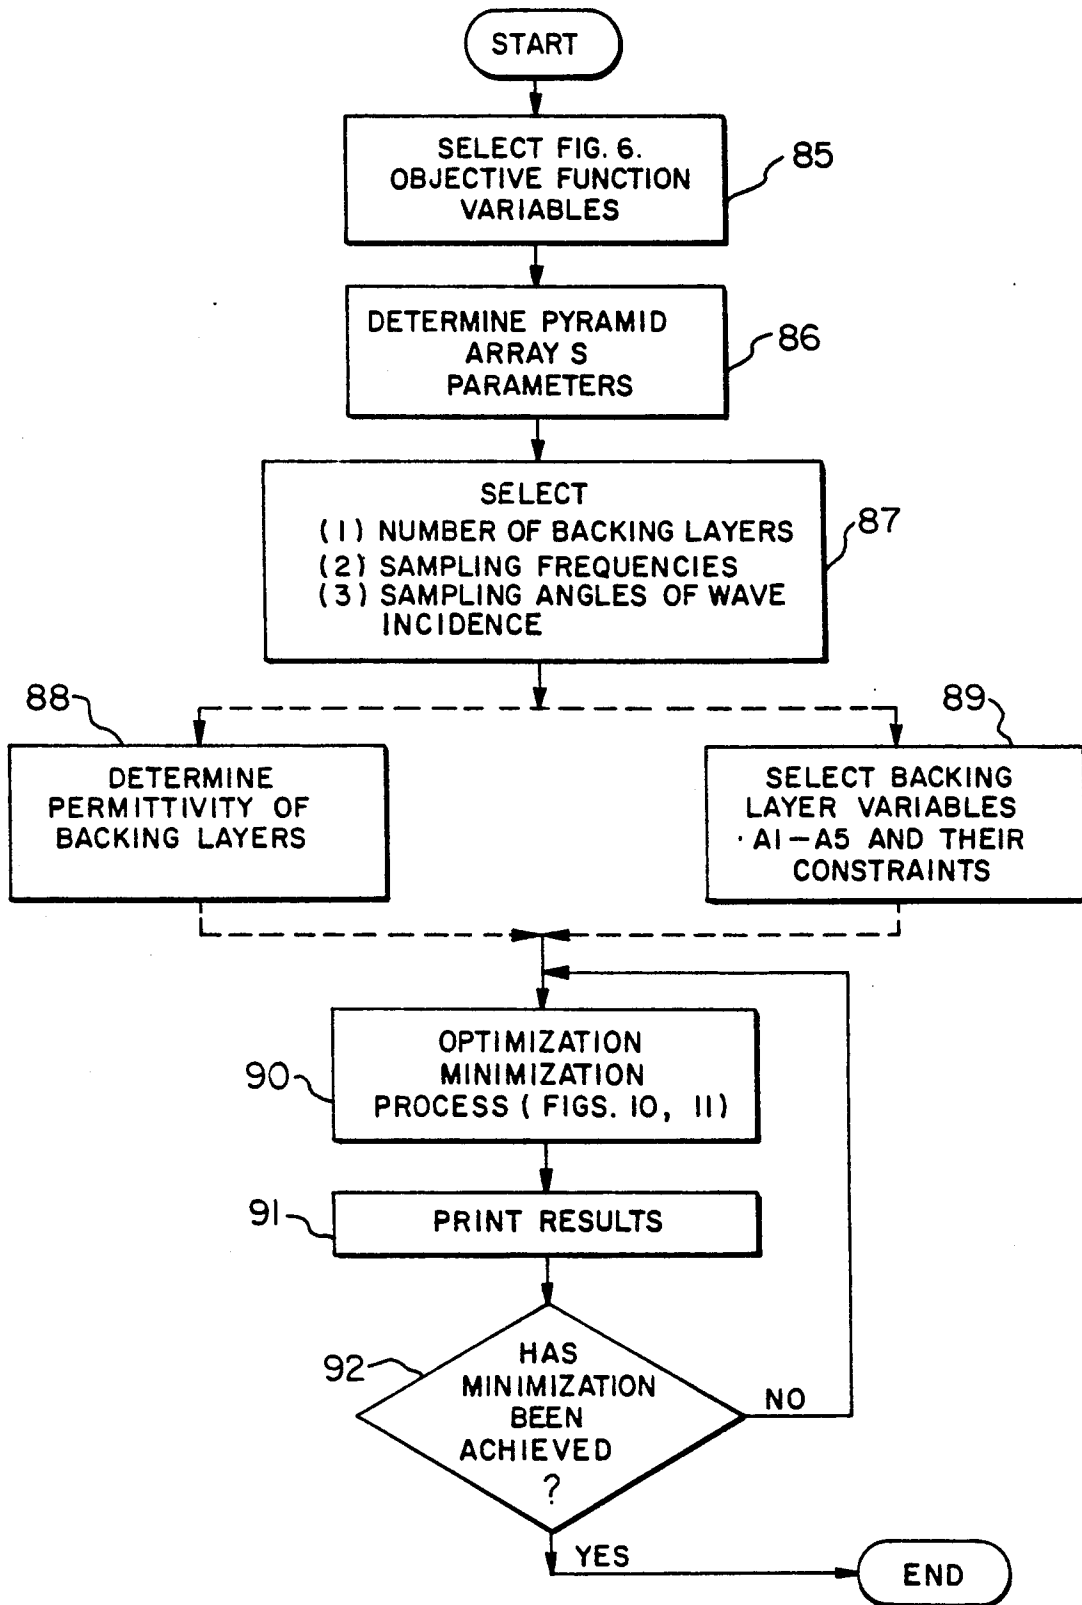 START
SELECT FIG. 6.
OBJECTIVE FUNCTION
VARIABLES
85
DETERMINE PYRAMID
ARRAY S
PARAMETERS
86
SELECT
(1) NUMBER OF BACKING LAYERS
(2) SAMPLING FREQUENCIES
(3) SAMPLING ANGLES OF WAVE
INCIDENCE
87
88
DETERMINE
PERMITTIVITY OF
BACKING LAYERS
89
SELECT BACKING
LAYER VARIABLES
A1-A5 AND THEIR
CONSTRAINTS
90
OPTIMIZATION
MINIMIZATION
PROCESS ( FIGS. 10, 11)
91
PRINT RESULTS
92
HAS
MINIMIZATION
BEEN
ACHIEVED
?
NO
YES
END